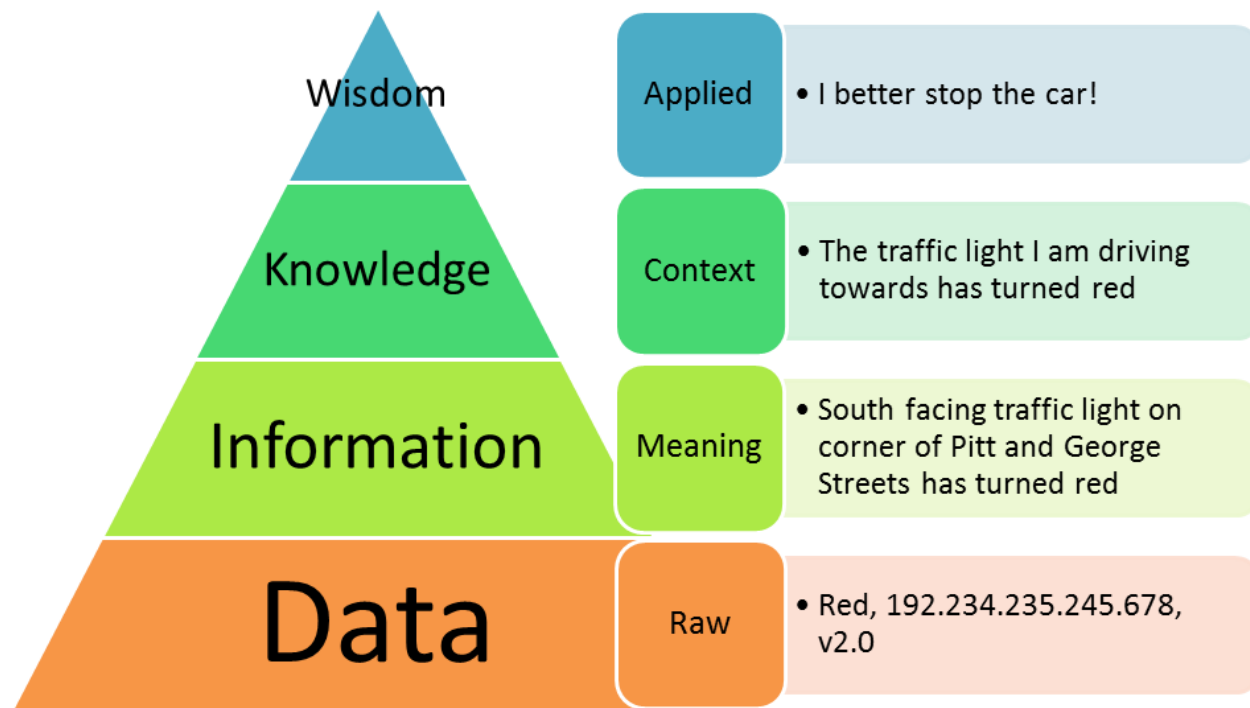 Wisdom
Applied
• I better stop the car!
Knowledge
Context
• The traffic light I am driving
towards has turned red
Information
Meaning
• South facing traffic light on
corner of Pitt and George
Streets has turned red
Data
Raw
• Red, 192.234.235.245.678,
v2.0